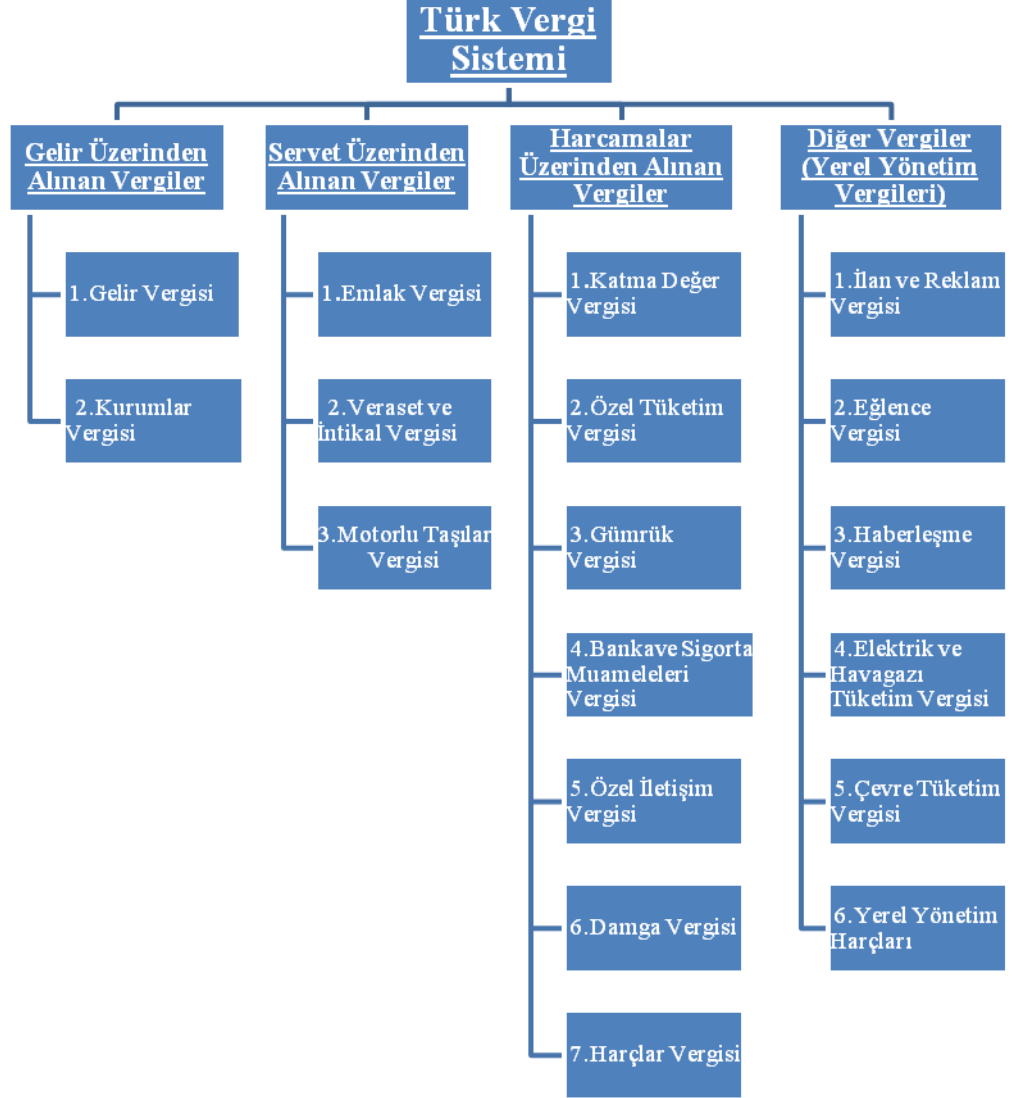 Türk Vergi
Sistemi
Gelir Üzerinden
Alınan Vergiler
1.Gelir Vergisi
2.Kurumlar
Vergisi
Servet Üzerinden
Alınan Vergiler
1.Emlak Vergisi
2.Veraset ve
İntikal Vergisi
3.Motorlu Taşılar
Vergisi
Harcamalar
Üzerinden Alınan
Vergiler
1.Katma Değer
Vergisi
2.Özel Tüketim
Vergisi
3.Gümrük
Vergisi
4.Bankave Sigorta
Muameleleri
Vergisi
5.Özel İletişim
Vergisi
6.Damga Vergisi
7.Harçlar Vergisi
Diğer Vergiler
(Yerel Yönetim
Vergileri)
1.İlan ve Reklam
Vergisi
2.Eğlence
Vergisi
3.Haberleşme
Vergisi
4.Elektrik ve
Havagazı
Tüketim Vergisi
5.Çevre Tüketim
Vergisi
6.Yerel Yönetim
Harçları